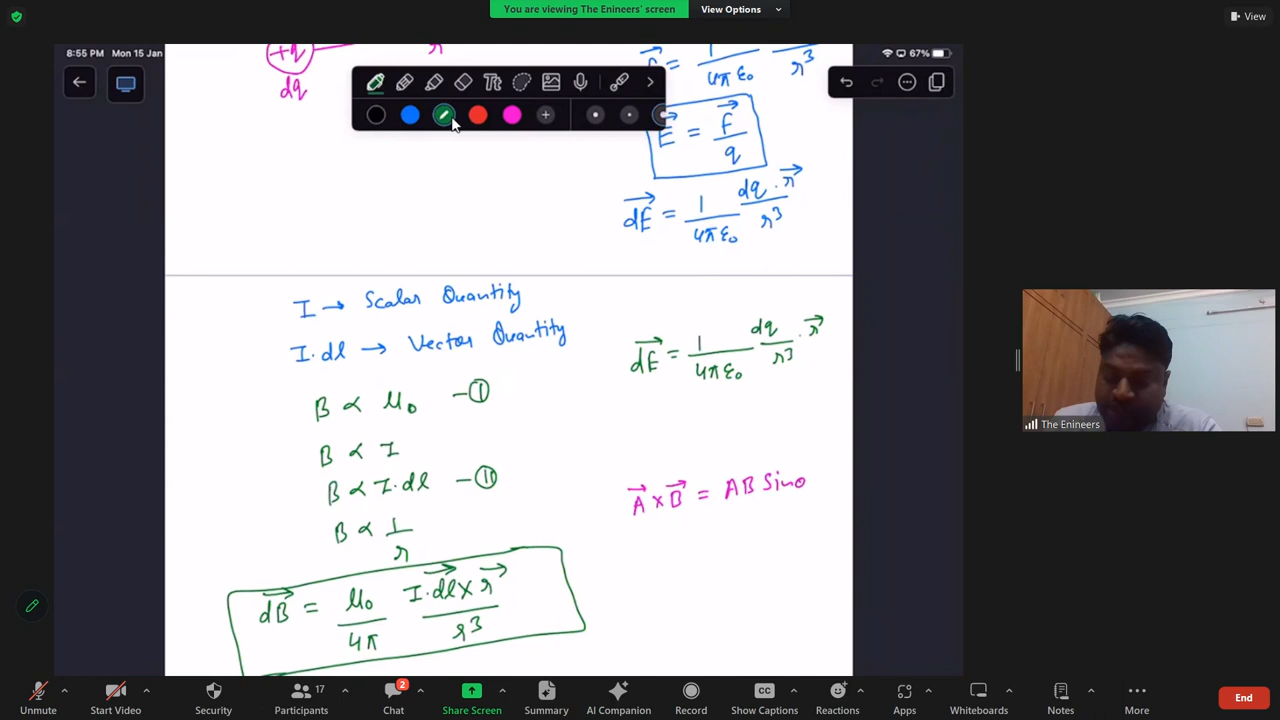 You are viewing The Enineers' screen
View Options
View
8:55 PM Mon 15 Jan
67%
+q
r
dq
= 1/4πε₀ r³
E⃗ = f⃗/q
dE⃗ = 1/4πε₀ dq·r⃗/r³
I → Scalar Quantity
I·dl → Vector Quantity
dE⃗ = 1/4πε₀ dq/r³ · r⃗
B ∝ μ₀ – Ⓘ
B ∝ I
B ∝ I·dl – ⒾⅠ
A⃗ × B⃗ = AB Sinθ
B ∝ 1/r
dB⃗ = μ₀/4π I·dl⃗ × r⃗/r³
The Enineers
Unmute
Start Video
Security
17
Participants
2
Chat
Share Screen
Summary
AI Companion
Record
CC
Show Captions
Reactions
Apps
Whiteboards
Notes
More
End